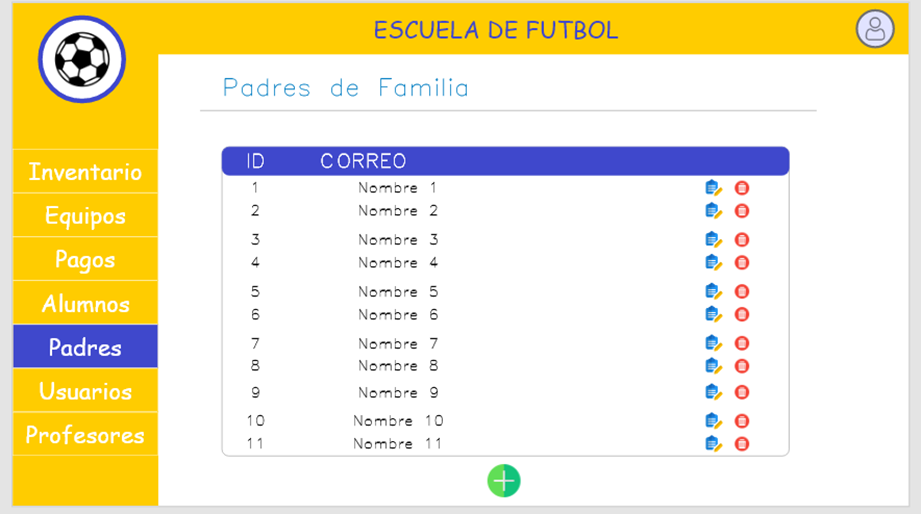 ESCUELA DE FUTBOL
Padres de Familia
Inventario
Equipos
Pagos
Alumnos
Padres
Usuarios
Profesores
ID CORREO
1 Nombre 1
2 Nombre 2
3 Nombre 3
4 Nombre 4
5 Nombre 5
6 Nombre 6
7 Nombre 7
8 Nombre 8
9 Nombre 9
10 Nombre 10
11 Nombre 11